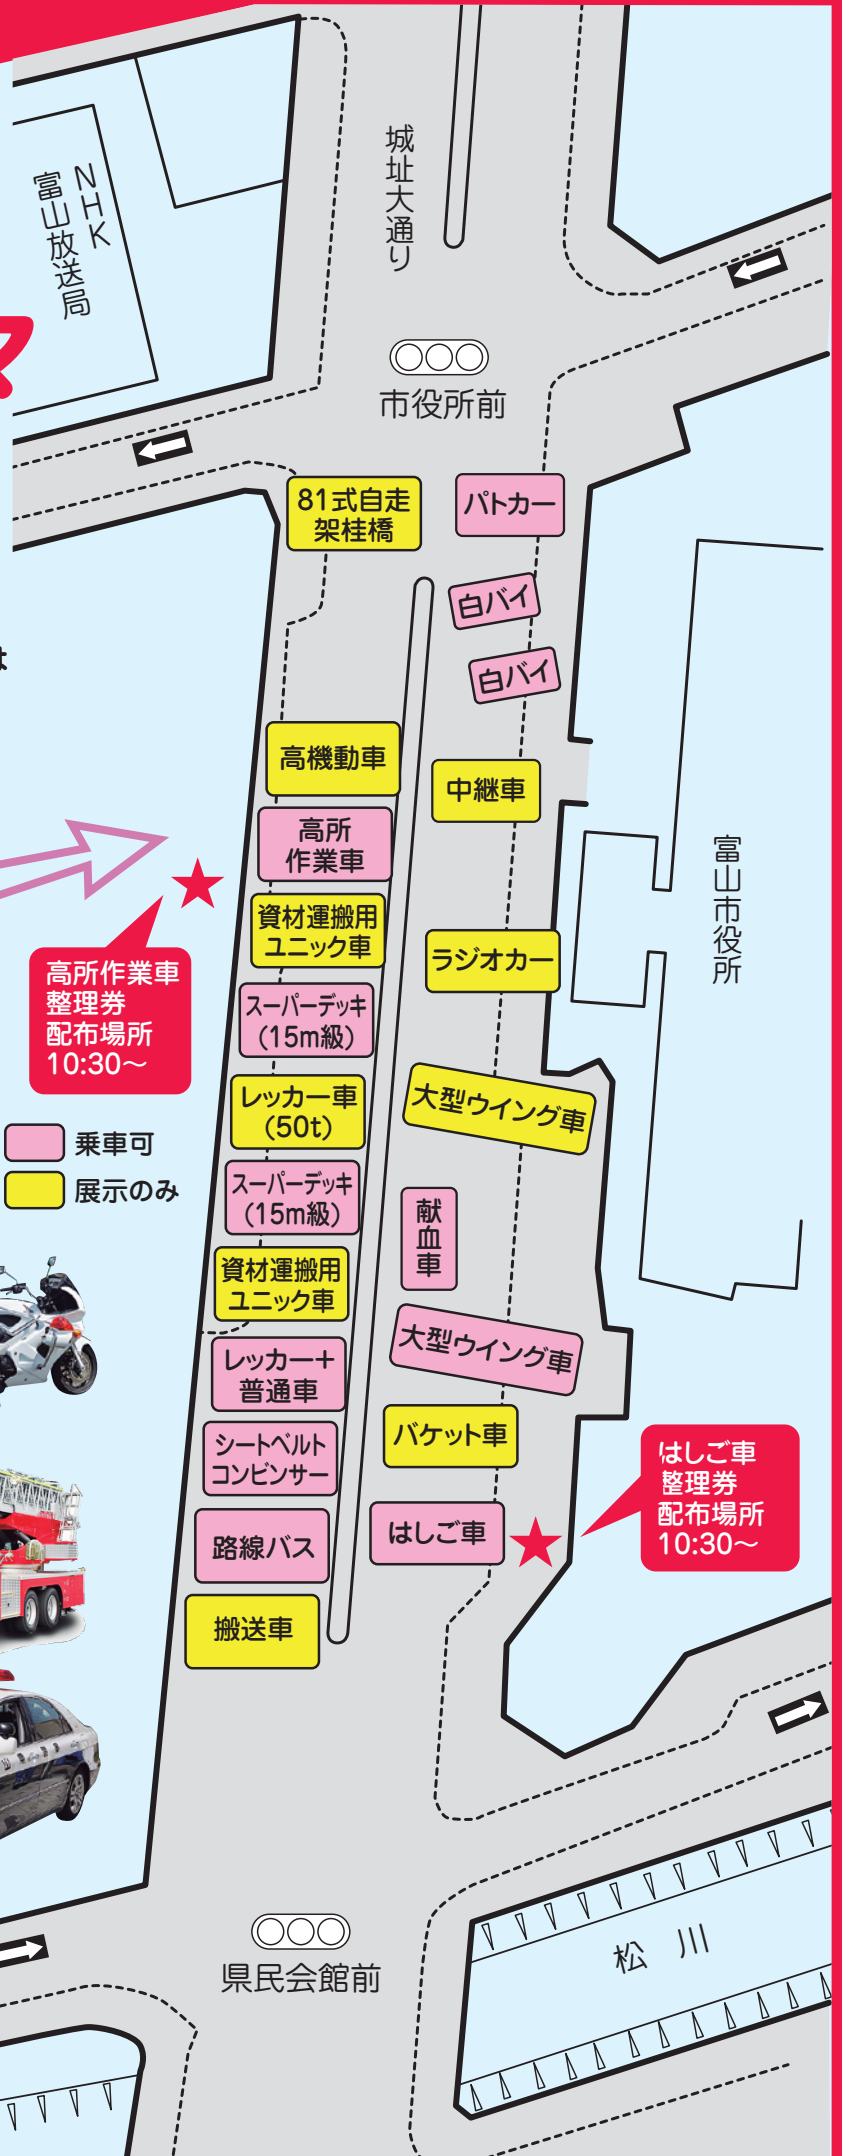 城址大通り
NHK
富山放送局
マ
市役所前
81式自走
架桂橋
パトカー
白バイ
白バイ
は
高機動車
中継車
高所
作業車
資材運搬用
ユニック車
ラジオカー
富山市役所
高所作業車
整理券
配布場所
10:30〜
スーパーデッキ
(15m級)
レッカー車
(50t)
大型ウイング車
乗車可
展示のみ
スーパーデッキ
(15m級)
献血車
資材運搬用
ユニック車
大型ウイング車
レッカー+
普通車
バケット車
シートベルト
コンビンサー
はしご車
整理券
配布場所
10:30〜
路線バス
はしご車
搬送車
県民会館前
松川